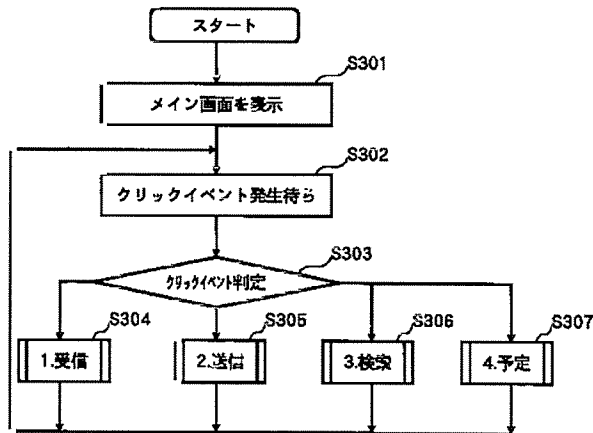 スタート
S301
メイン画面を表示
S302
クリックイベント発生待ち
S303
クリックイベント判定
S304
1.受信
S305
2.送信
S306
3.検索
S307
4.予定